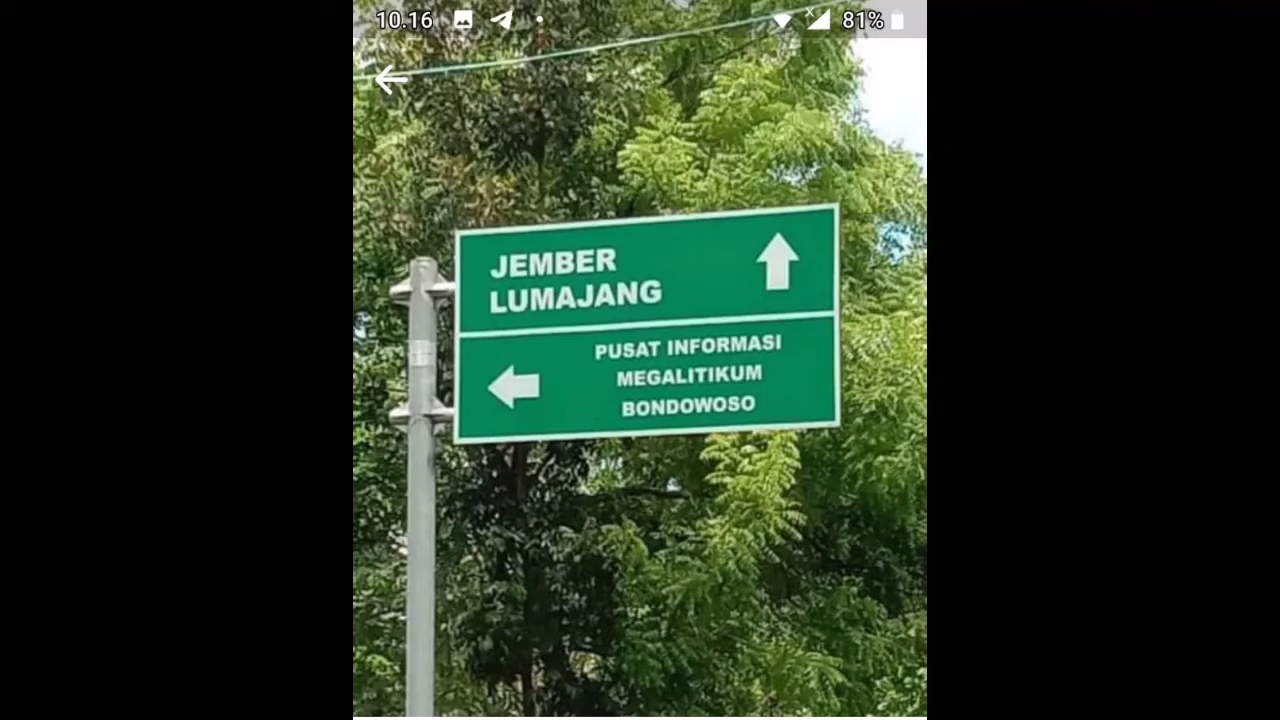 10.16
81%
JEMBER
LUMAJANG
PUSAT INFORMASI
MEGALITIKUM
BONDOWOSO